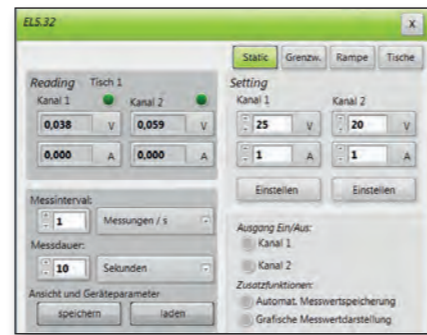 EL5.32
x
Static Grenzw. Rampe Tische
Reading Tisch 1
Kanal 1 Kanal 2
0,038 V 0,059 V
0,000 A 0,000 A
Messinterval:
1 Messungen / s
Messdauer:
10 Sekunden
Ansicht und Geräteparameter
speichern laden
Setting
Kanal 1 Kanal 2
25 V 20 V
1 A 1 A
Einstellen Einstellen
Ausgang Ein/Aus:
Kanal 1
Kanal 2
Zusatzfunktionen:
Automat. Messwertspeicherung
Grafische Messwertdarstellung